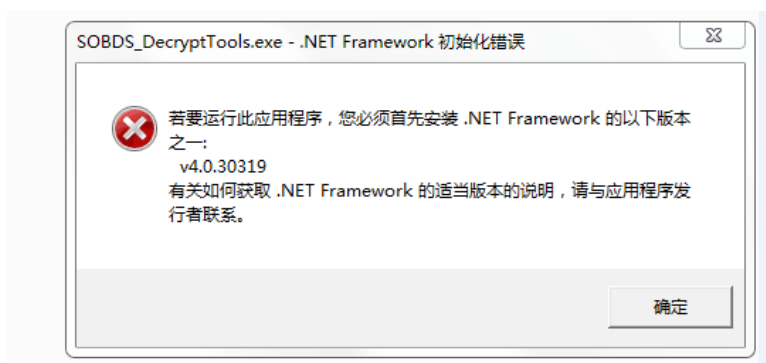 SOBDS_DecryptTools.exe - .NET Framework 初始化错误
若要运行此应用程序，您必须首先安装 .NET Framework 的以下版本
之一:
v4.0.30319
有关如何获取 .NET Framework 的适当版本的说明，请与应用程序发
行者联系。
确定